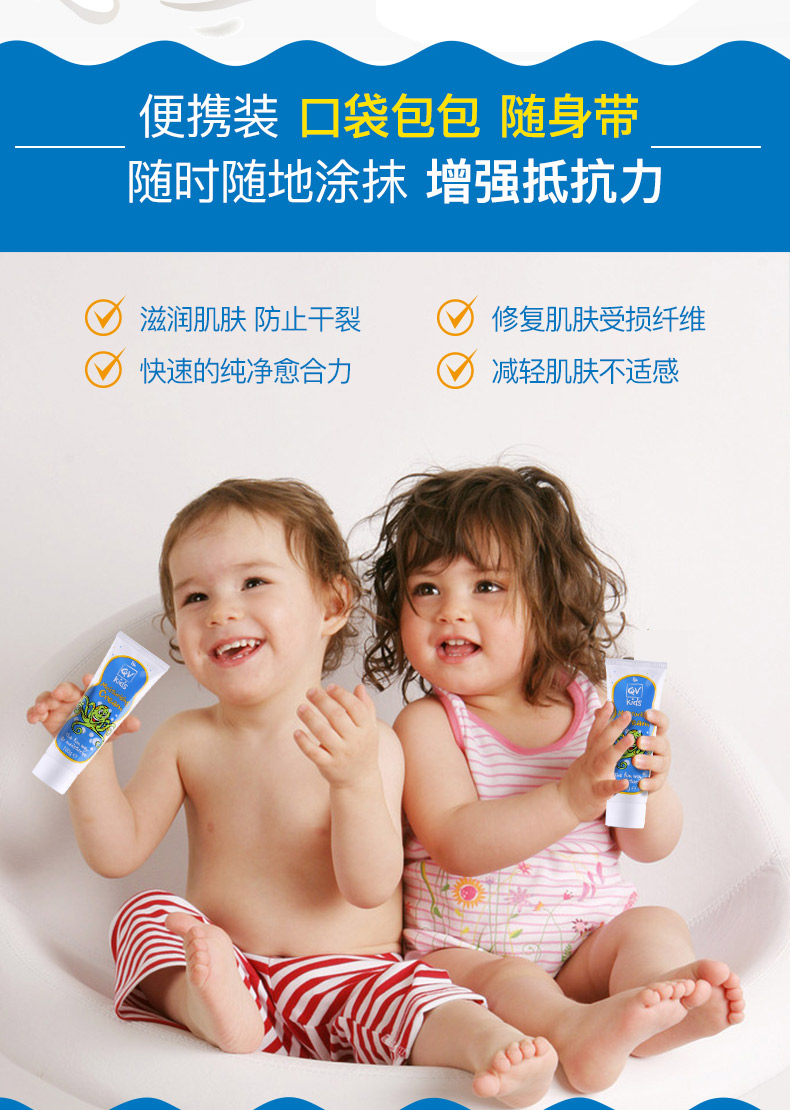 便携装 口袋包包 随身带
随时随地涂抹 增强抵抗力
滋润肌肤 防止干裂
修复肌肤受损纤维
快速的纯净愈合力
减轻肌肤不适感
QV
Kids
QV
Kids